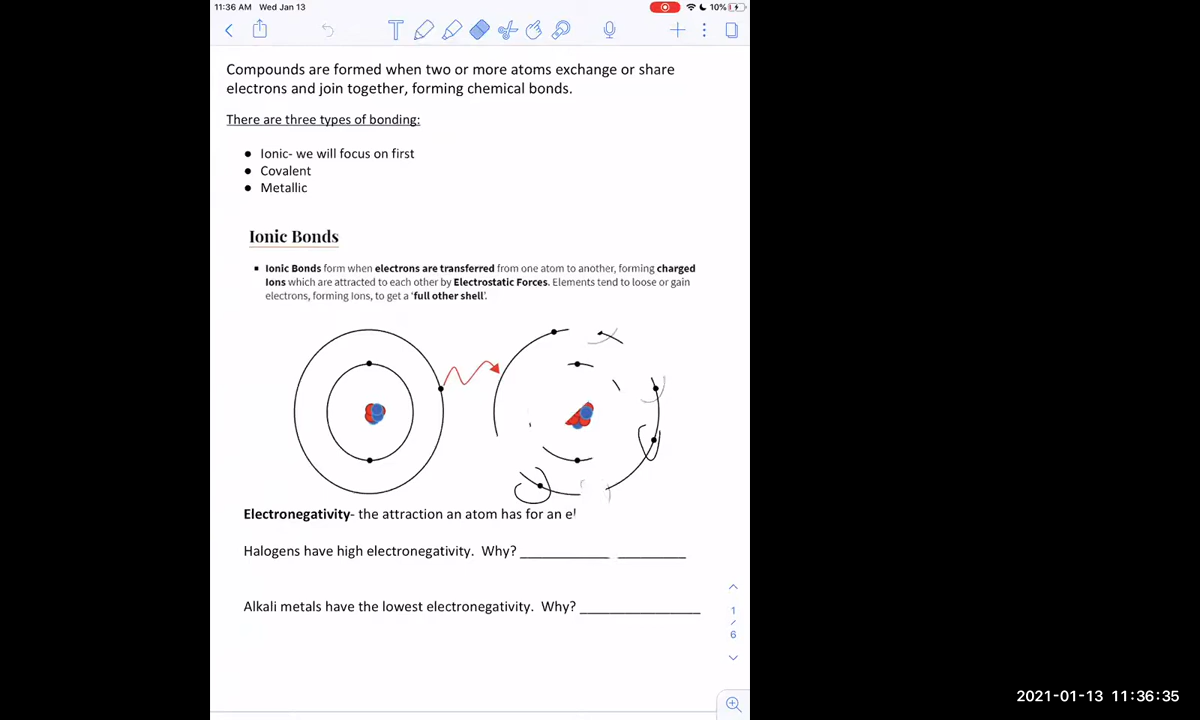 11:36 AM Wed Jan 13
10%
Compounds are formed when two or more atoms exchange or share
electrons and join together, forming chemical bonds.
There are three types of bonding:
● Ionic- we will focus on first
● Covalent
● Metallic
Ionic Bonds
▪ Ionic Bonds form when electrons are transferred from one atom to another, forming charged
Ions which are attracted to each other by Electrostatic Forces. Elements tend to loose or gain
electrons, forming Ions, to get a 'full other shell'.
Electronegativity- the attraction an atom has for an
Halogens have high electronegativity. Why? __________ ________
Alkali metals have the lowest electronegativity. Why? ______________
1
/
6
2021-01-13 11:36:35